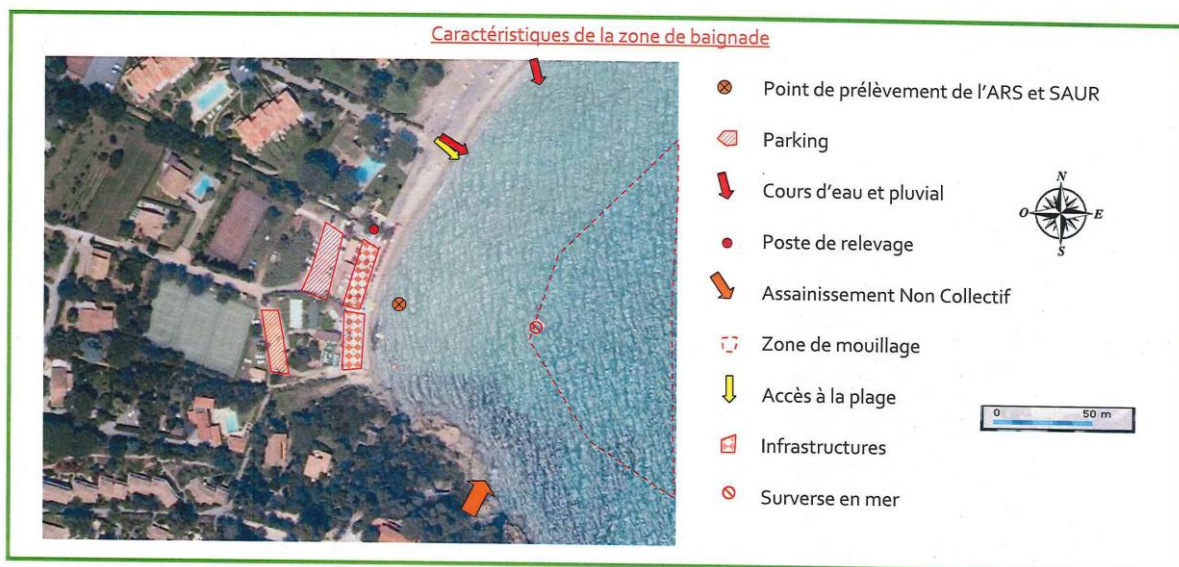 Caractéristiques de la zone de baignade
Point de prélèvement de l'ARS et SAUR
Parking
Cours d'eau et pluvial
Poste de relevage
Assainissement Non Collectif
Zone de mouillage
Accès à la plage
Infrastructures
Surverse en mer
N
O
E
S
0 50 m